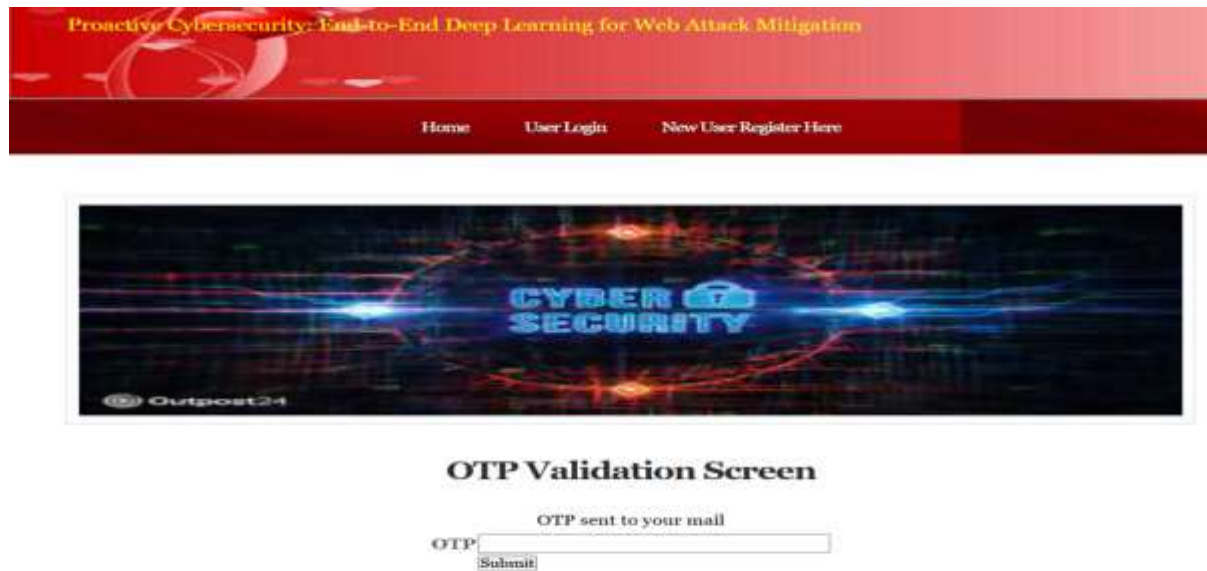 Proactive Cybersecurity: End-to-End Deep Learning for Web Attack Mitigation
Home User Login New User Register Here
CYBER
SECURITY
Outpost24
OTP Validation Screen
OTP sent to your mail
OTP
Submit